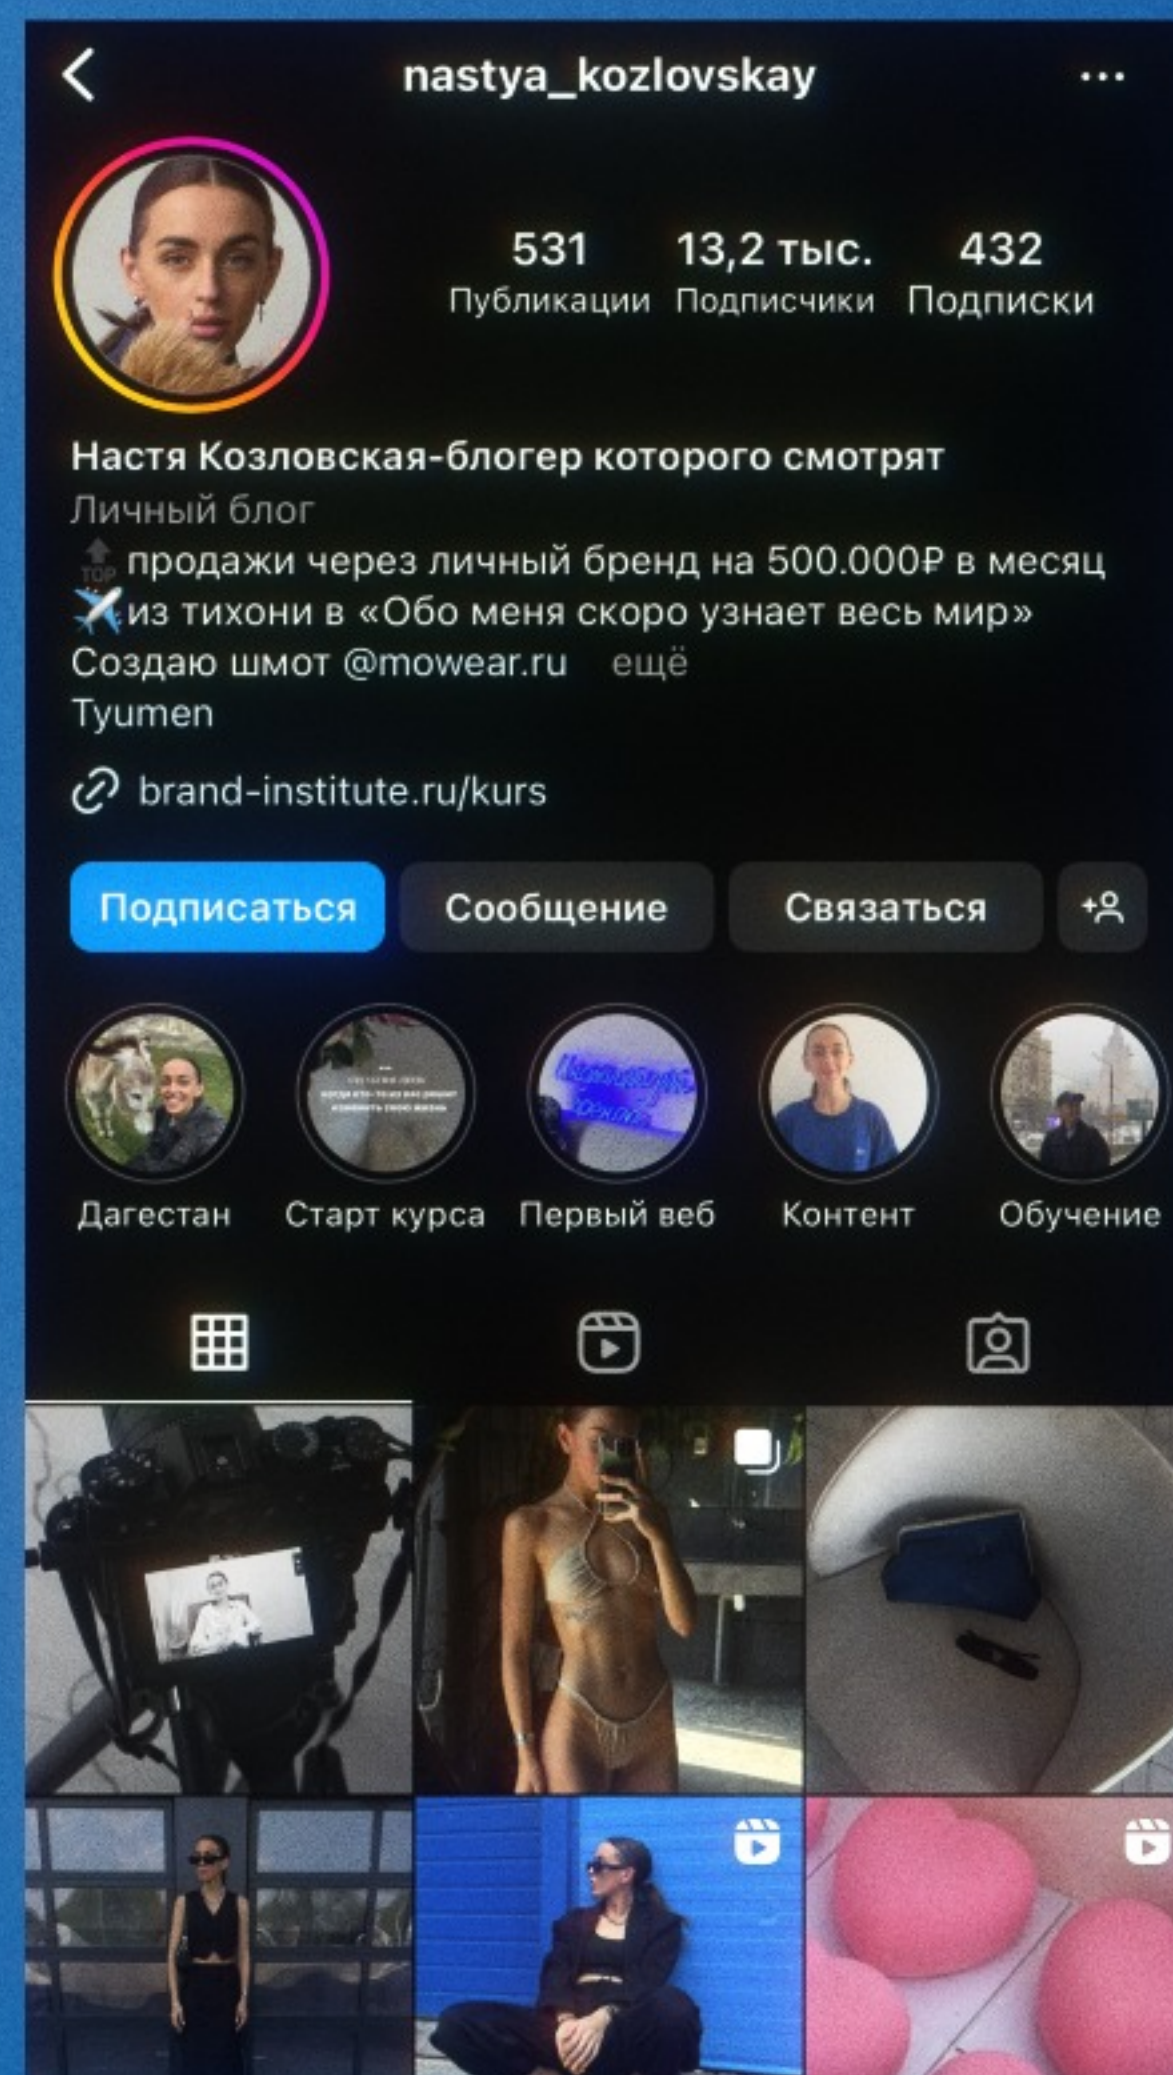 nastya_kozlovskay
531 13,2 тыс. 432
Публикации Подписчики Подписки
Настя Козловская-блогер которого смотрят
Личный блог
TOP продажи через личный бренд на 500.000₽ в месяц
из тихони в «Обо меня скоро узнает весь мир»
Создаю шмот @mowear.ru ещё
Tyumen
brand-institute.ru/kurs
Подписаться Сообщение Связаться
Дагестан Старт курса Первый веб Контент Обучение